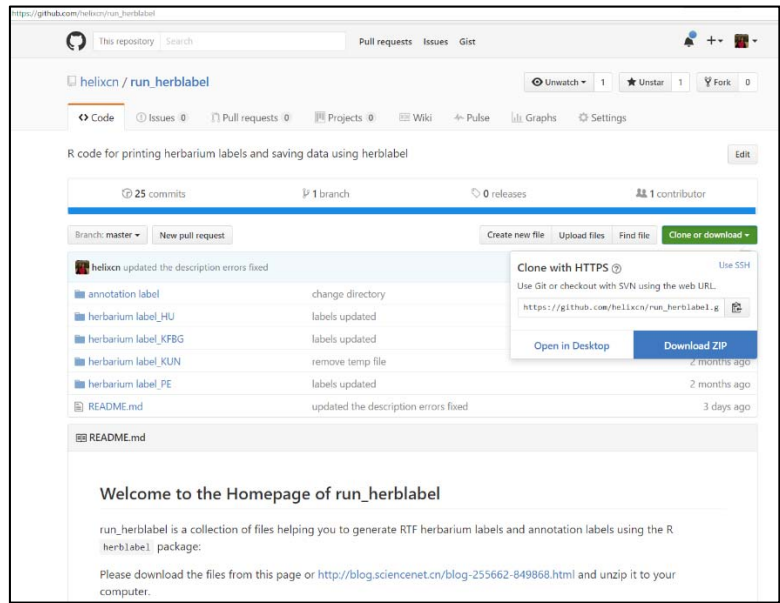 https://github.com/helixcn/run_herblabel
This repository Search Pull requests Issues Gist
helixcn / run_herblabel Unwatch 1 Unstar 1 Fork 0
Code Issues 0 Pull requests 0 Projects 0 Wiki Pulse Graphs Settings
R code for printing herbarium labels and saving data using herblabel Edit
25 commits 1 branch 0 releases 1 contributor
Branch: master New pull request Create new file Upload files Find file Clone or download
helixcn updated the description errors fixed
Clone with HTTPS Use SSH
Use Git or checkout with SVN using the web URL.
https://github.com/helixcn/run_herblabel.g
Open in Desktop Download ZIP
annotation label change directory
herbarium label_HU labels updated
herbarium label_KFBG labels updated
herbarium label_KUN remove temp file 2 months ago
herbarium label_PE labels updated 2 months ago
README.md updated the description errors fixed 3 days ago
README.md
Welcome to the Homepage of run_herblabel
run_herblabel is a collection of files helping you to generate RTF herbarium labels and annotation labels using the R
herblabel package:
Please download the files from this page or http://blog.sciencenet.cn/blog-255662-849868.html and unzip it to your
computer.